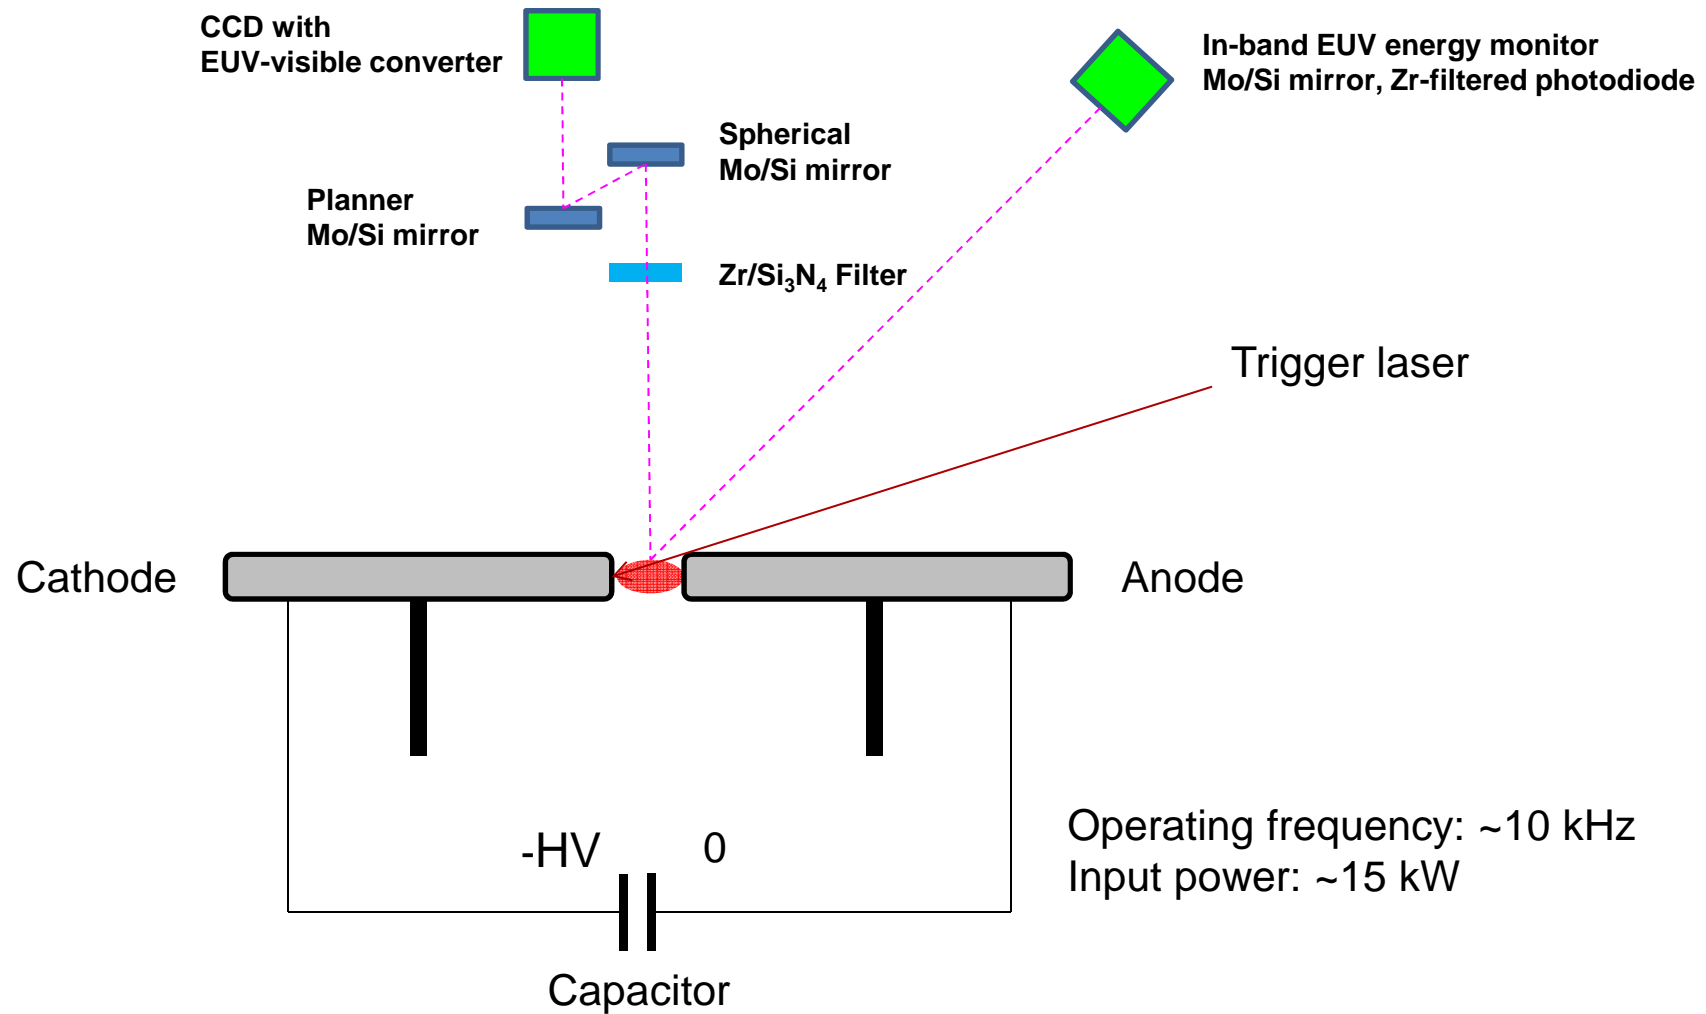 CCD with
EUV-visible converter
In-band EUV energy monitor
Mo/Si mirror, Zr-filtered photodiode
Spherical
Mo/Si mirror
Planner
Mo/Si mirror
Zr/Si₃N₄ Filter
Trigger laser
Cathode
Anode
-HV
0
Operating frequency: ~10 kHz
Input power: ~15 kW
Capacitor